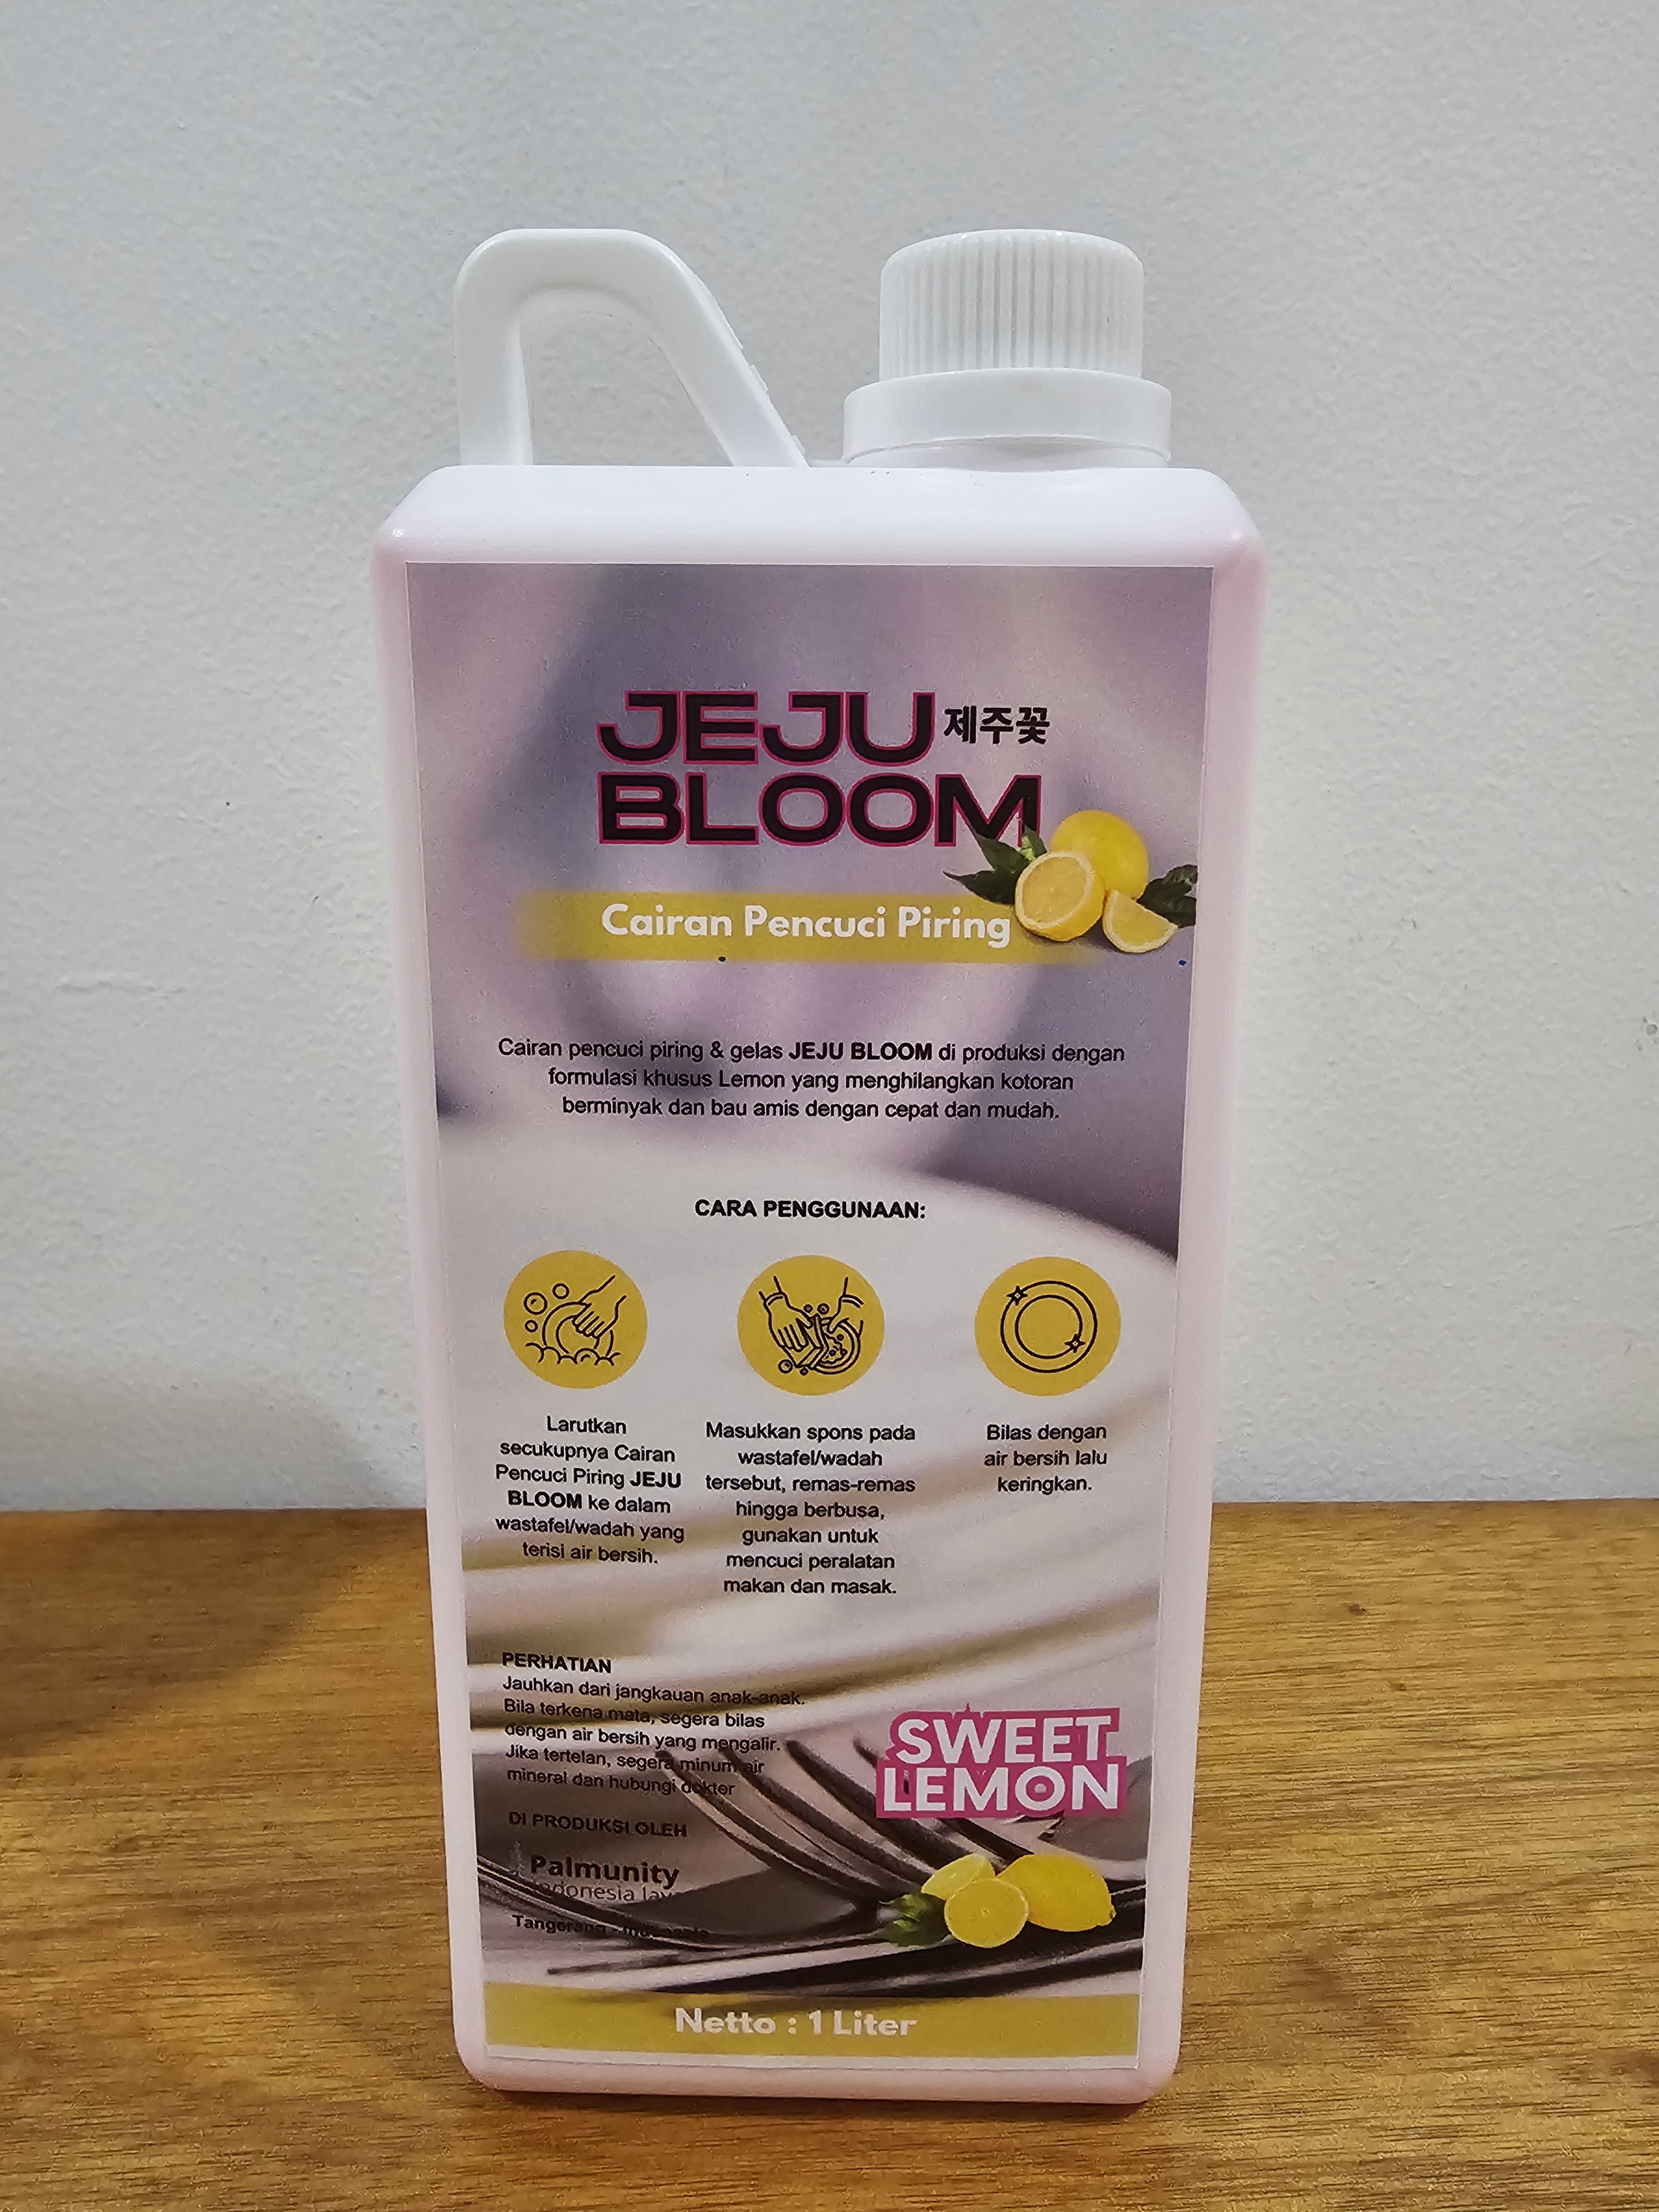 JEJU 제주꽃
BLOOM
Cairan Pencuci Piring
Cairan pencuci piring & gelas JEJU BLOOM di produksi dengan
formulasi khusus Lemon yang menghilangkan kotoran
berminyak dan bau amis dengan cepat dan mudah.
CARA PENGGUNAAN:
Larutkan
secukupnya Cairan
Pencuci Piring JEJU
BLOOM ke dalam
wastafel/wadah yang
terisi air bersih.
Masukkan spons pada
wastafel/wadah
tersebut, remas-remas
hingga berbusa,
gunakan untuk
mencuci peralatan
makan dan masak.
Bilas dengan
air bersih lalu
keringkan.
PERHATIAN
Jauhkan dari jangkauan anak-anak.
Bila terkena mata, segera bilas
dengan air bersih yang mengalir.
Jika tertelan, segera minum air
mineral dan hubungi dokter
DI PRODUKSI OLEH
Palmunity
Indonesia
Tangerang - Indonesia
SWEET
LEMON
Netto : 1 Liter